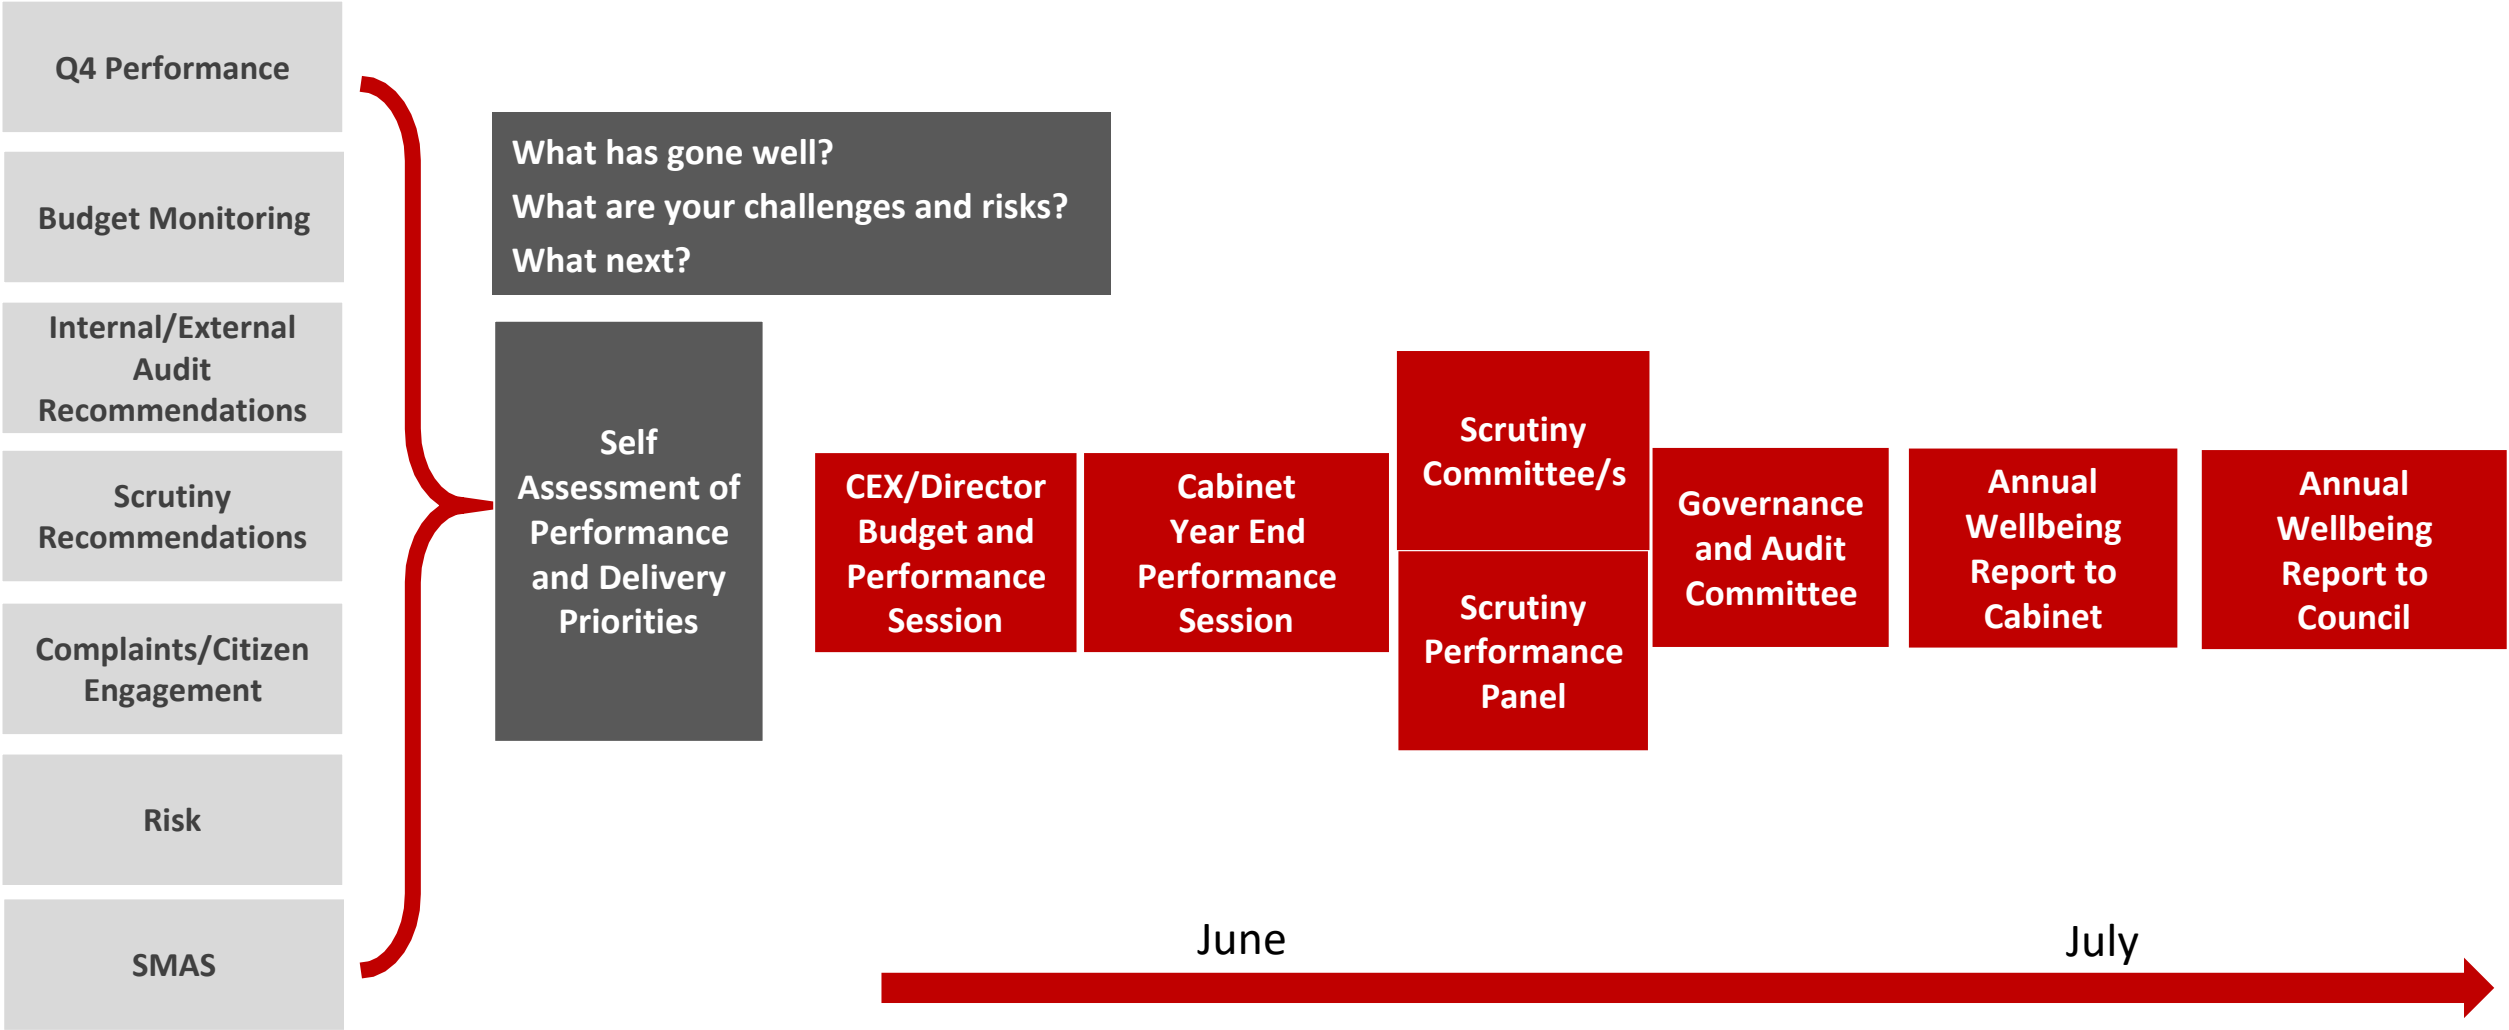 Q4 Performance
Budget Monitoring
Internal/External
Audit
Recommendations
Scrutiny
Recommendations
Complaints/Citizen
Engagement
Risk
SMAS
What has gone well?
What are your challenges and risks?
What next?
Self
Assessment of
Performance
and Delivery
Priorities
CEX/Director
Budget and
Performance
Session
Cabinet
Year End
Performance
Session
Scrutiny
Committee/s
Scrutiny
Performance
Panel
Governance
and Audit
Committee
Annual
Wellbeing
Report to
Cabinet
Annual
Wellbeing
Report to
Council
June
July